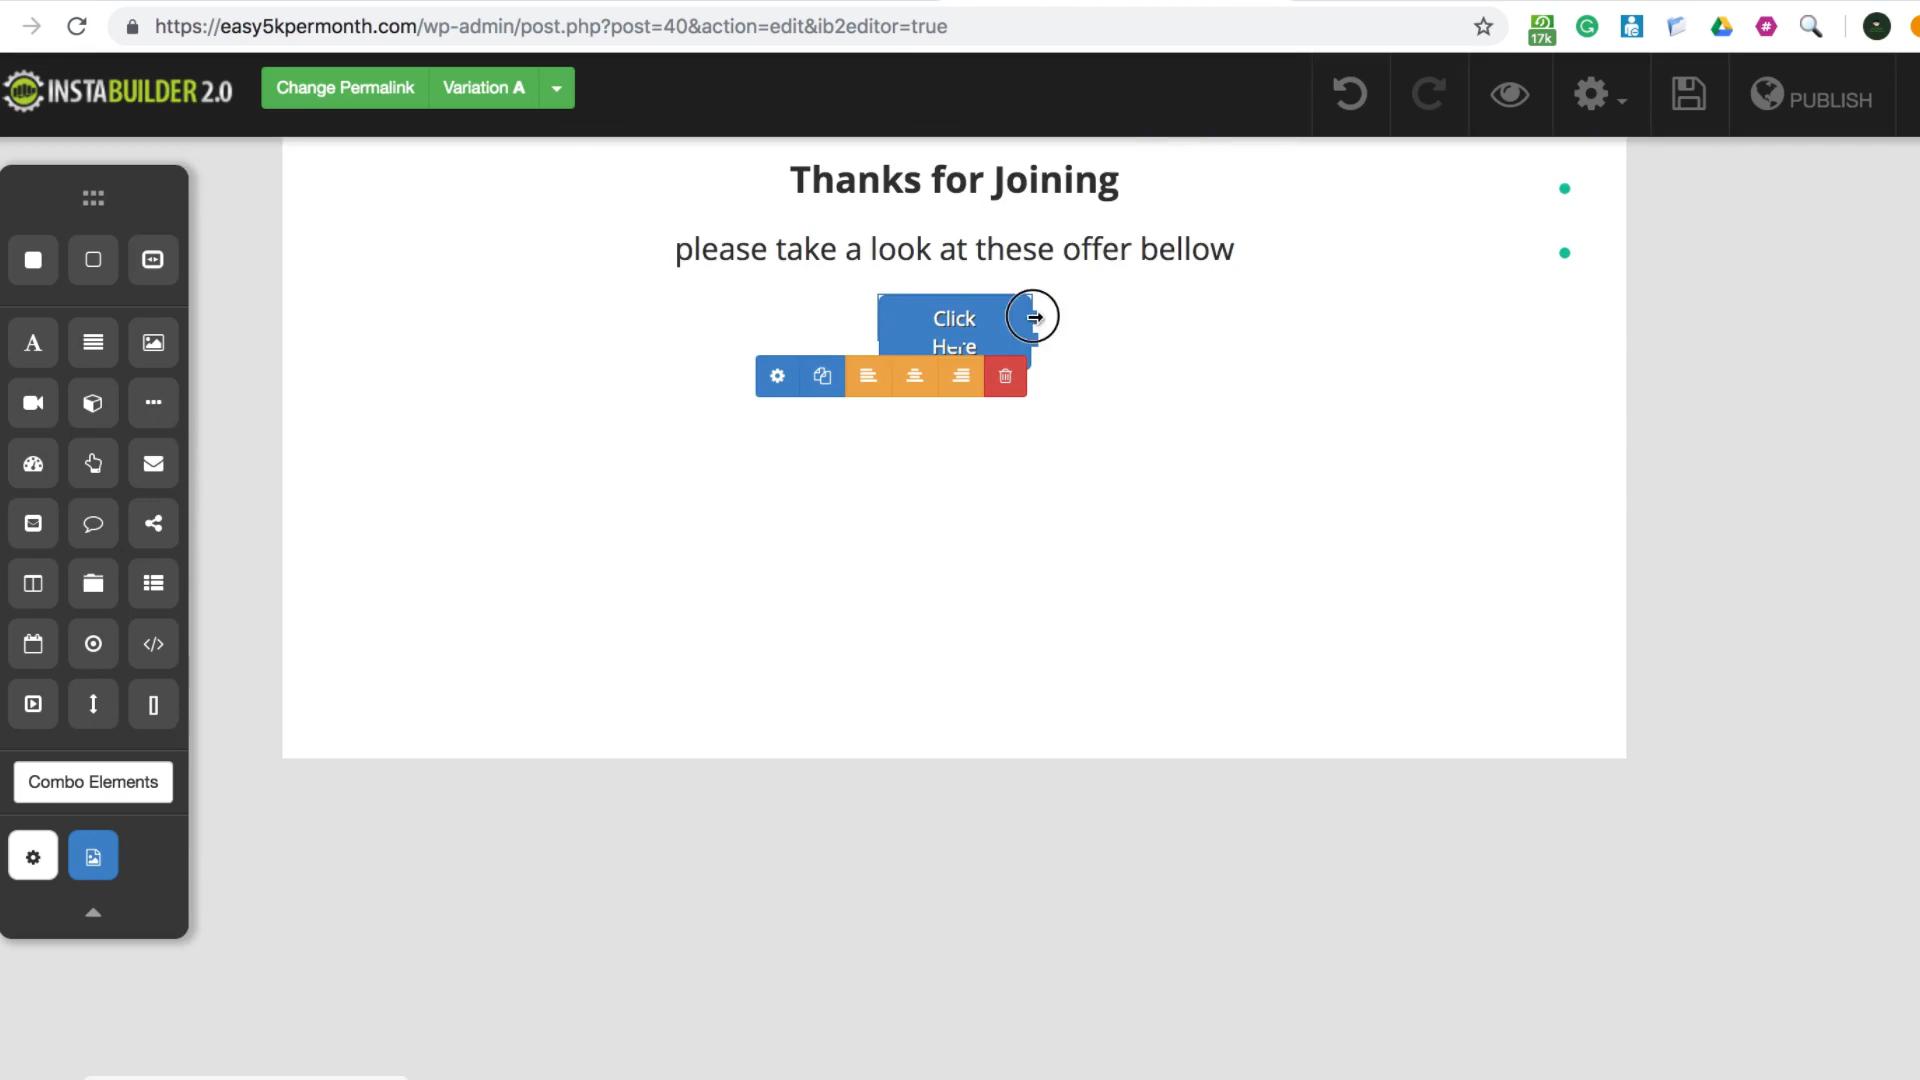 https://easy5kpermonth.com/wp-admin/post.php?post=40&action=edit&ib2editor=true
17k
INSTABUILDER 2.0
Change Permalink
Variation A
PUBLISH
Thanks for Joining
please take a look at these offer bellow
Click
Here
Combo Elements